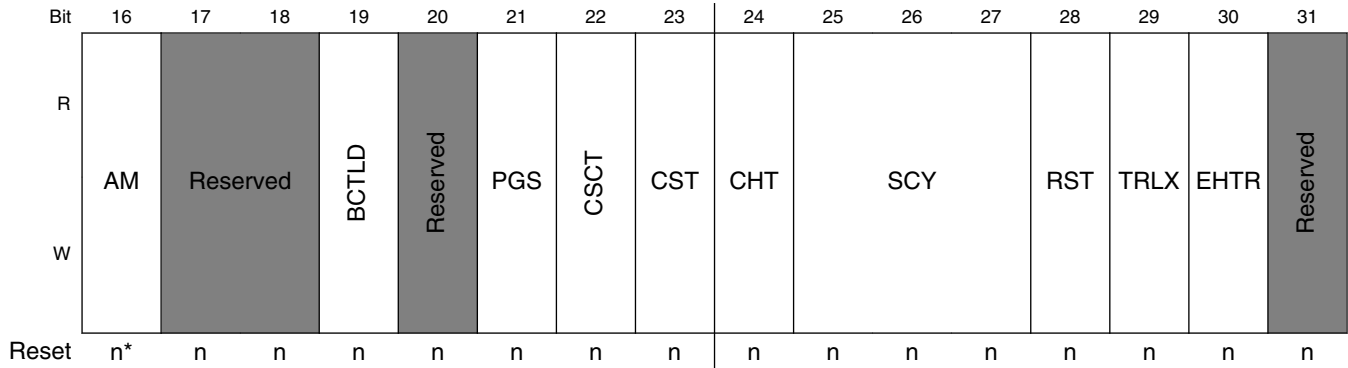 Bit 16 17 18 19 20 21 22 23 24 25 26 27 28 29 30 31
R
AM Reserved BCTLD Reserved PGS CSCT CST CHT SCY RST TRLX EHTR Reserved
W
Reset n* n n n n n n n n n n n n n n n